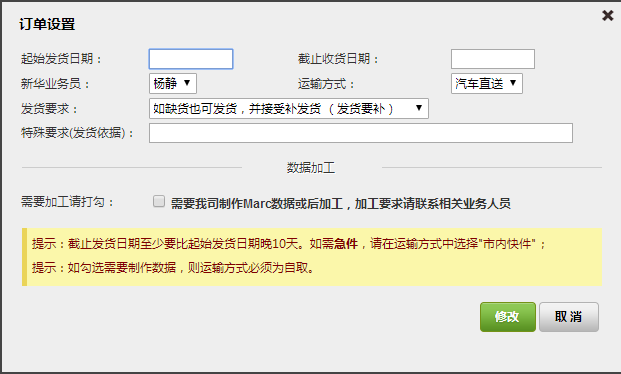 订单设置
起始发货日期： 截止收货日期：
新华业务员： 杨静 运输方式： 汽车直送
发货要求： 如缺货也可发货，并接受补发货 （发货要补）
特殊要求(发货依据)：
数据加工
需要加工请打勾： 需要我司制作Marc数据或后加工，加工要求请联系相关业务人员
提示：截止发货日期至少要比起始发货日期晚10天。如需急件，请在运输方式中选择"市内快件"；
提示：如勾选需要制作数据，则运输方式必须为自取。
修改 取 消